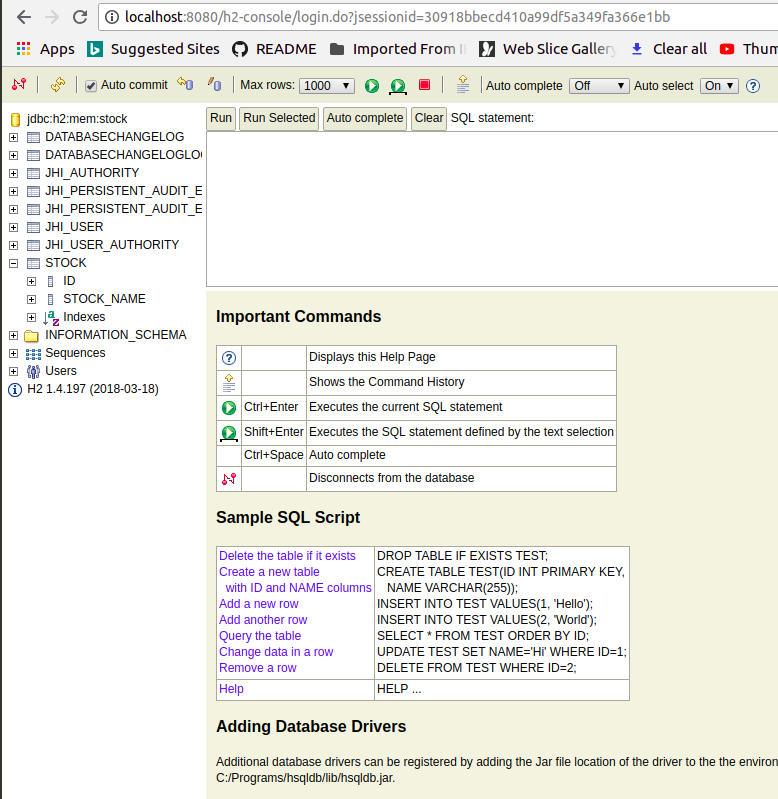 localhost:8080/h2-console/login.do?jsessionid=30918bbecd410a99df5a349fa366e1bb
Apps Suggested Sites README Imported From Web Slice Gallery Clear all Thum
Auto commit Max rows: 1000 Auto complete Off Auto select On
Run Run Selected Auto complete Clear SQL statement:
jdbc:h2:mem:stock
DATABASECHANGELOG
DATABASECHANGELOGLO
JHI_AUTHORITY
JHI_PERSISTENT_AUDIT_E
JHI_PERSISTENT_AUDIT_E
JHI_USER
JHI_USER_AUTHORITY
STOCK
ID
STOCK_NAME
Indexes
INFORMATION_SCHEMA
Sequences
Users
H2 1.4.197 (2018-03-18)
Important Commands
Displays this Help Page
Shows the Command History
Ctrl+Enter Executes the current SQL statement
Shift+Enter Executes the SQL statement defined by the text selection
Ctrl+Space Auto complete
Disconnects from the database
Sample SQL Script
Delete the table if it exists DROP TABLE IF EXISTS TEST;
Create a new table CREATE TABLE TEST(ID INT PRIMARY KEY,
with ID and NAME columns NAME VARCHAR(255));
Add a new row INSERT INTO TEST VALUES(1, 'Hello');
Add another row INSERT INTO TEST VALUES(2, 'World');
Query the table SELECT * FROM TEST ORDER BY ID;
Change data in a row UPDATE TEST SET NAME='Hi' WHERE ID=1;
Remove a row DELETE FROM TEST WHERE ID=2;
Help HELP ...
Adding Database Drivers
Additional database drivers can be registered by adding the Jar file location of the driver to the the environ
C:/Programs/hsqldb/lib/hsqldb.jar.